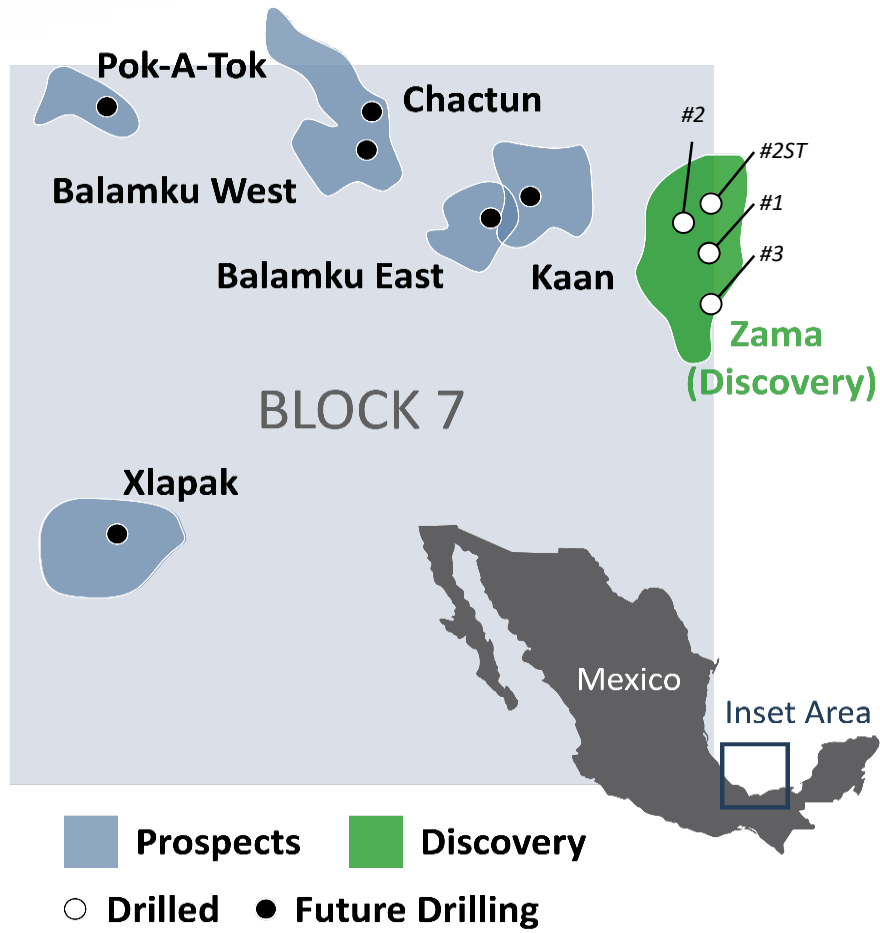 Pok-A-Tok
Chactun
#2
#2ST
Balamku West
#1
#3
Balamku East
Kaan
Zama
(Discovery)
BLOCK 7
Xlapak
Mexico
Inset Area
Prospects
Discovery
Drilled
Future Drilling